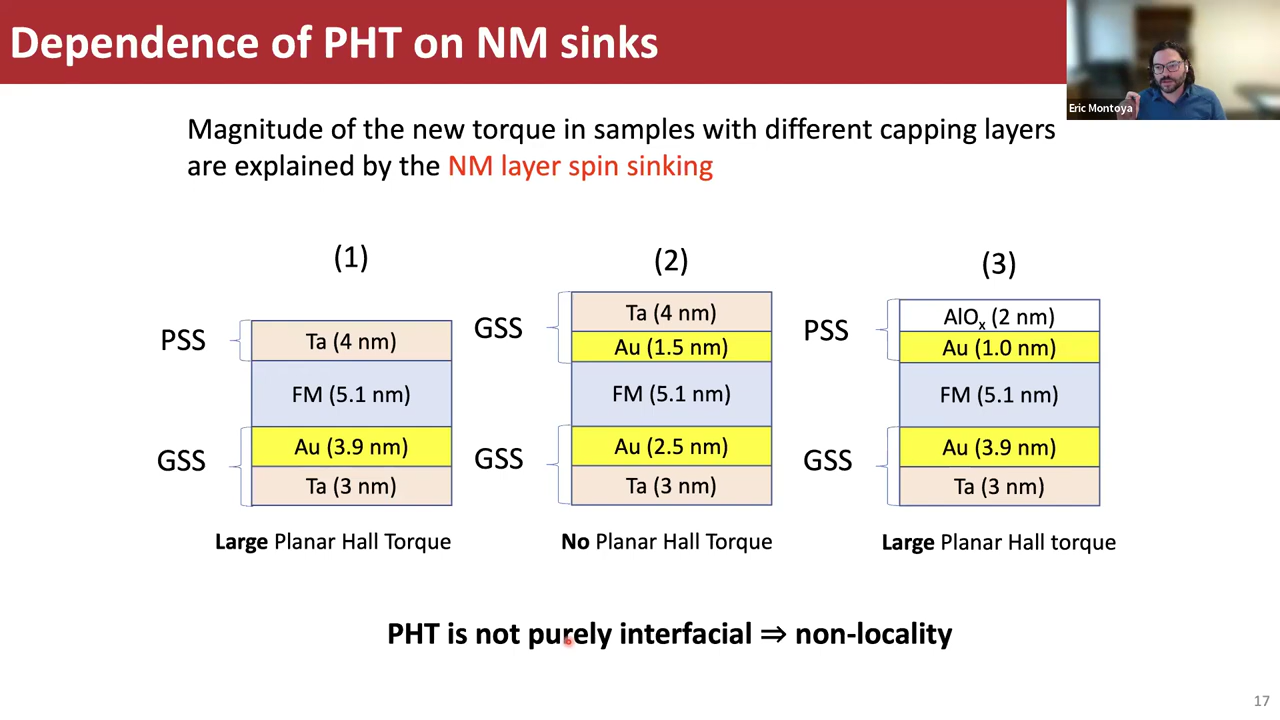 Dependence of PHT on NM sinks
Eric Montoya
Magnitude of the new torque in samples with different capping layers
are explained by the NM layer spin sinking
(1)
PSS
Ta (4 nm)
FM (5.1 nm)
GSS
Au (3.9 nm)
Ta (3 nm)
Large Planar Hall Torque
(2)
GSS
Ta (4 nm)
Au (1.5 nm)
FM (5.1 nm)
GSS
Au (2.5 nm)
Ta (3 nm)
No Planar Hall Torque
(3)
PSS
AlOₓ (2 nm)
Au (1.0 nm)
FM (5.1 nm)
GSS
Au (3.9 nm)
Ta (3 nm)
Large Planar Hall torque
PHT is not purely interfacial ⇒ non-locality
17